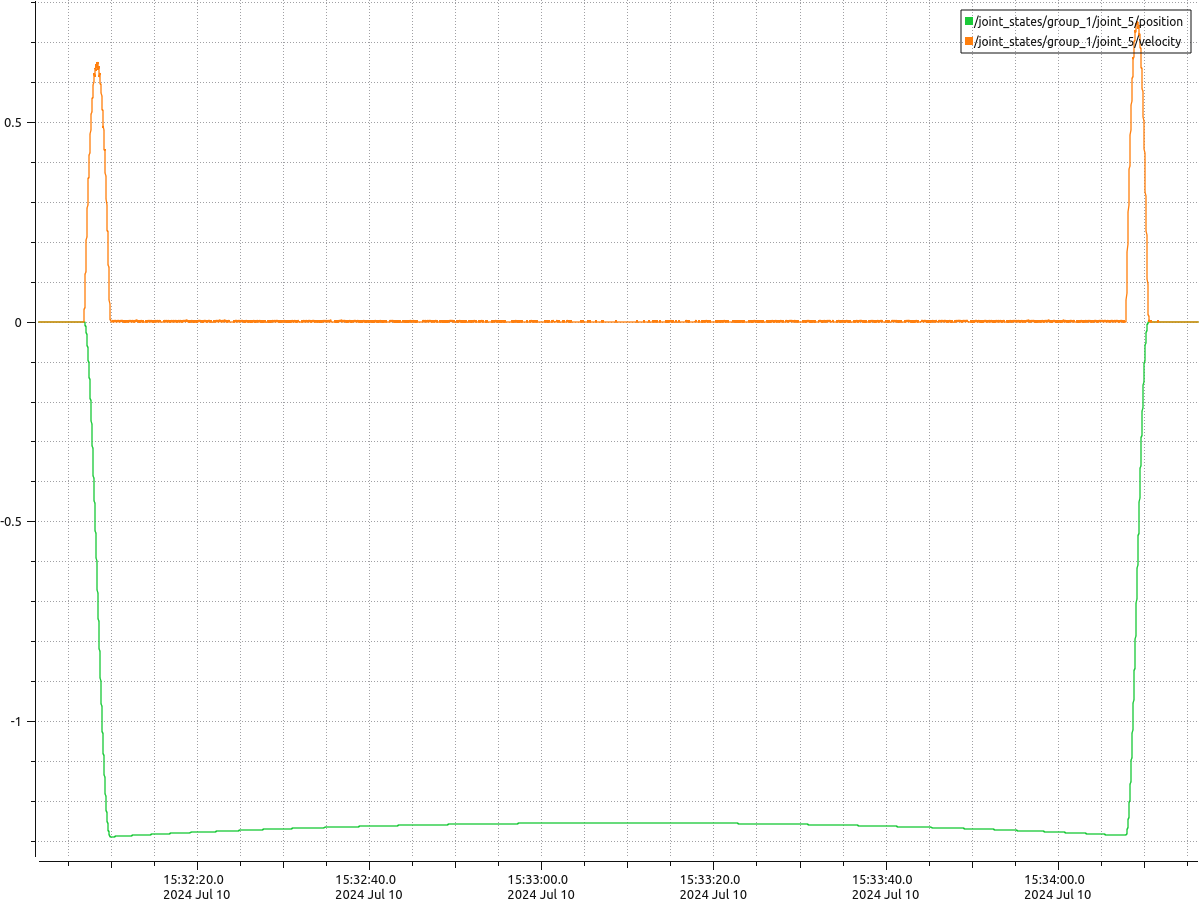 /joint_states/group_1/joint_5/position
/joint_states/group_1/joint_5/velocity
0.5
0
-0.5
-1
15:32:20.0
2024 Jul 10
15:32:40.0
2024 Jul 10
15:33:00.0
2024 Jul 10
15:33:20.0
2024 Jul 10
15:33:40.0
2024 Jul 10
15:34:00.0
2024 Jul 10